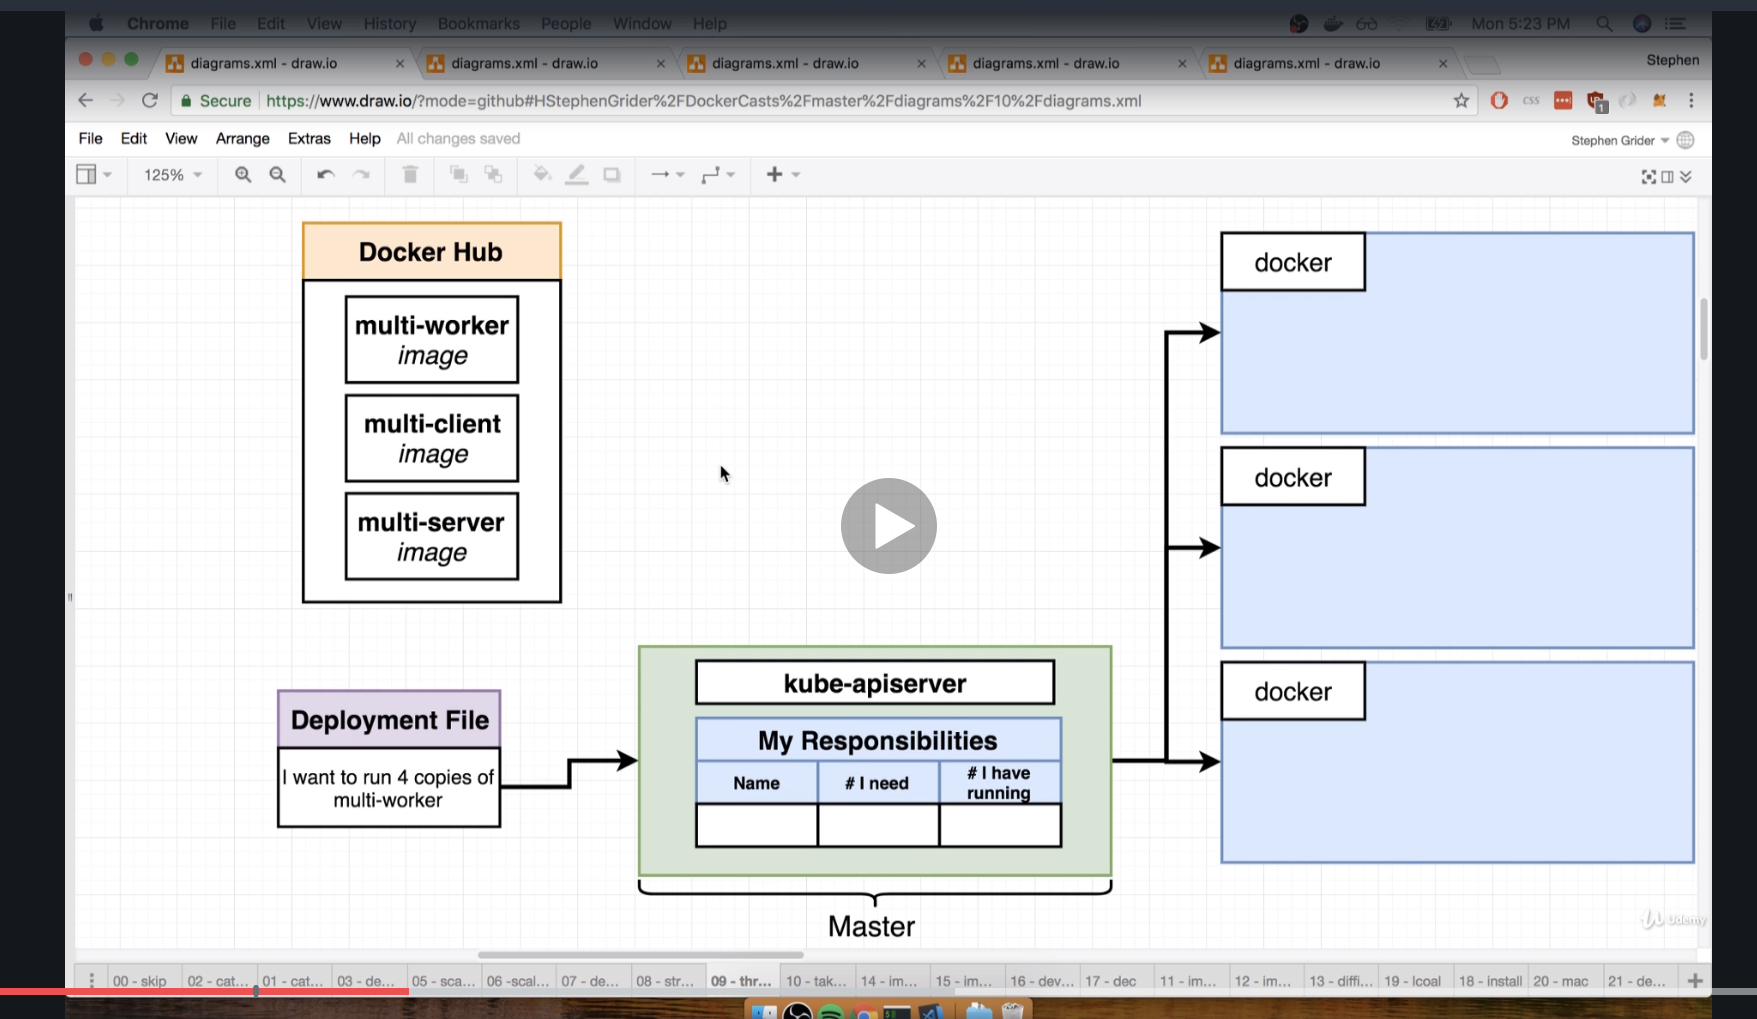 Chrome File Edit View History Bookmarks People Window Help
Mon 5:23 PM
diagrams.xml - draw.io
diagrams.xml - draw.io
diagrams.xml - draw.io
diagrams.xml - draw.io
diagrams.xml - draw.io
Stephen
Secure https://www.draw.io/?mode=github#HStephenGrider%2FDockerCasts%2Fmaster%2Fdiagrams%2F10%2Fdiagrams.xml
CSS
1
File Edit View Arrange Extras Help All changes saved
Stephen Grider
125%
Docker Hub
multi-worker
image
multi-client
image
multi-server
image
Deployment File
I want to run 4 copies of
multi-worker
kube-apiserver
My Responsibilities
Name
# I need
# I have
running
Master
docker
docker
docker
Udemy
00 - skip 02 - cat... 01 - cat... 03 - de... 05 - sca... 06 -scal... 07 - de... 08 - str... 09 - thr... 10 - tak... 14 - im... 15 - im... 16 - dev... 17 - dec 11 - im... 12 - im... 13 - diffi... 19 - lcoal 18 - install 20 - mac 21 - de...